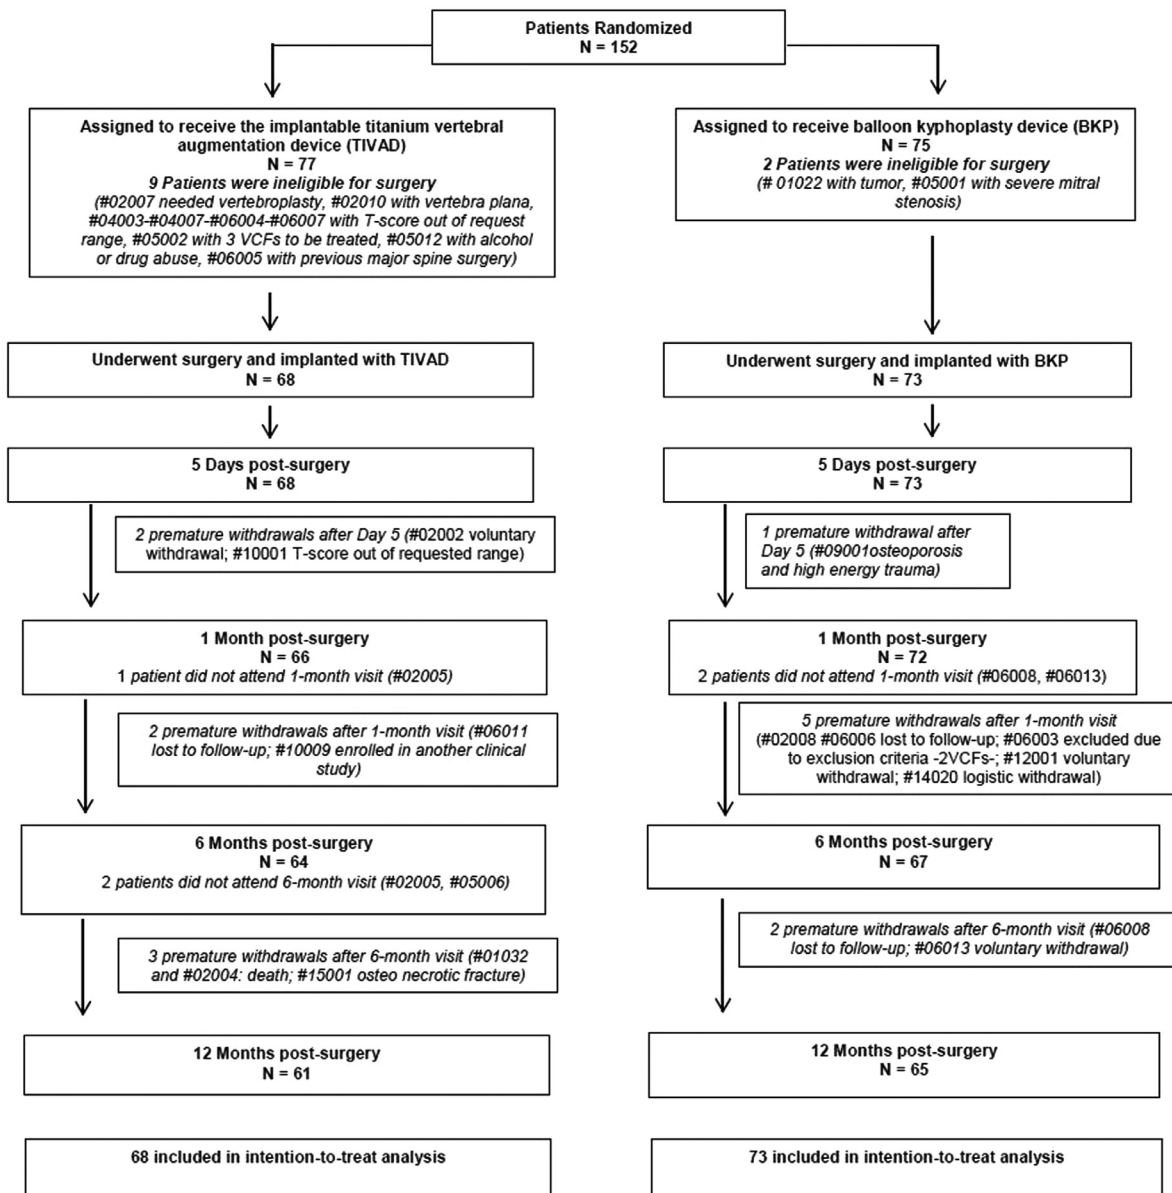 Patients Randomized
N = 152
Assigned to receive the implantable titanium vertebral
augmentation device (TIVAD)
N = 77
9 Patients were ineligible for surgery
(#02007 needed vertebroplasty, #02010 with vertebra plana,
#04003-#04007-#06004-#06007 with T-score out of request
range, #05002 with 3 VCFs to be treated, #05012 with alcohol
or drug abuse, #06005 with previous major spine surgery)
Assigned to receive balloon kyphoplasty device (BKP)
N = 75
2 Patients were ineligible for surgery
(# 01022 with tumor, #05001 with severe mitral
stenosis)
Underwent surgery and implanted with TIVAD
N = 68
Underwent surgery and implanted with BKP
N = 73
5 Days post-surgery
N = 68
5 Days post-surgery
N = 73
2 premature withdrawals after Day 5 (#02002 voluntary
withdrawal; #10001 T-score out of requested range)
1 premature withdrawal after
Day 5 (#09001osteoporosis
and high energy trauma)
1 Month post-surgery
N = 66
1 patient did not attend 1-month visit (#02005)
1 Month post-surgery
N = 72
2 patients did not attend 1-month visit (#06008, #06013)
2 premature withdrawals after 1-month visit (#06011
lost to follow-up; #10009 enrolled in another clinical
study)
5 premature withdrawals after 1-month visit
(#02008 #06006 lost to follow-up; #06003 excluded due
to exclusion criteria -2VCFs-; #12001 voluntary
withdrawal; #14020 logistic withdrawal)
6 Months post-surgery
N = 64
2 patients did not attend 6-month visit (#02005, #05006)
6 Months post-surgery
N = 67
3 premature withdrawals after 6-month visit (#01032
and #02004: death; #15001 osteo necrotic fracture)
2 premature withdrawals after 6-month visit (#06008
lost to follow-up; #06013 voluntary withdrawal)
12 Months post-surgery
N = 61
12 Months post-surgery
N = 65
68 included in intention-to-treat analysis
73 included in intention-to-treat analysis